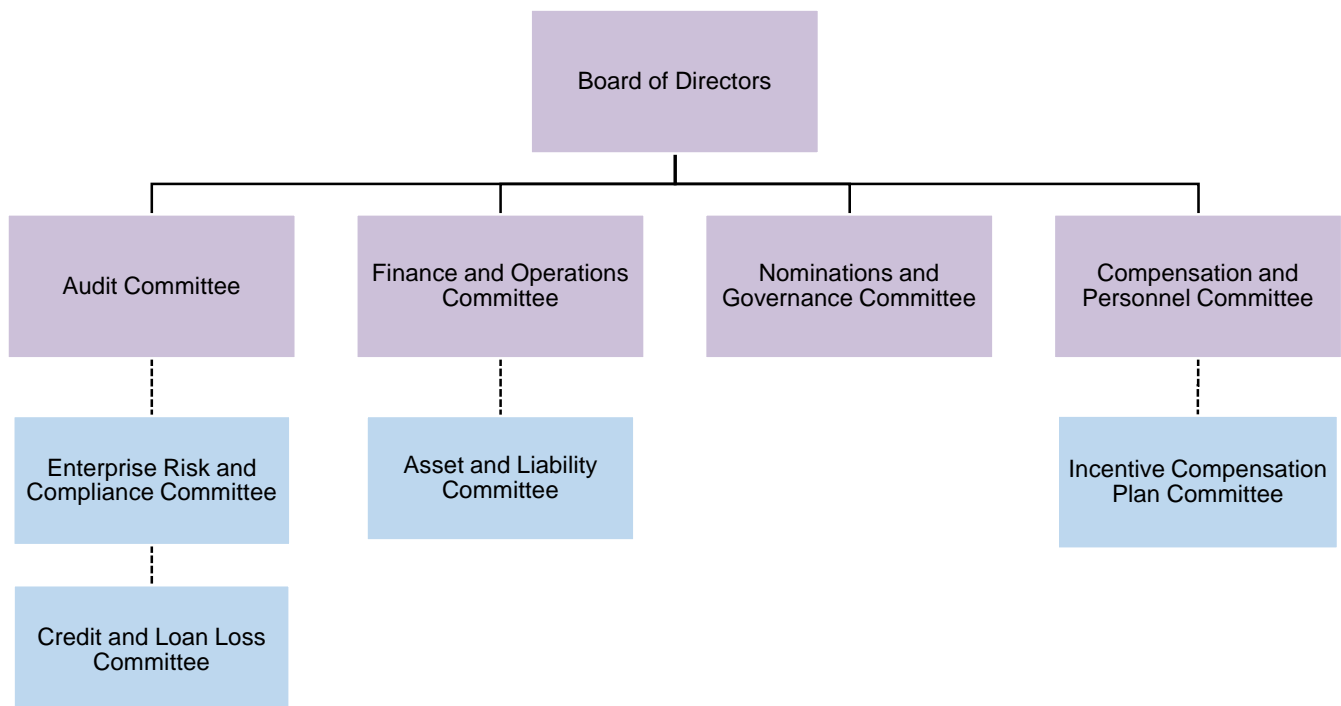 Board of Directors
Audit Committee
Finance and Operations
Committee
Nominations and
Governance Committee
Compensation and
Personnel Committee
Enterprise Risk and
Compliance Committee
Asset and Liability
Committee
Incentive Compensation
Plan Committee
Credit and Loan Loss
Committee